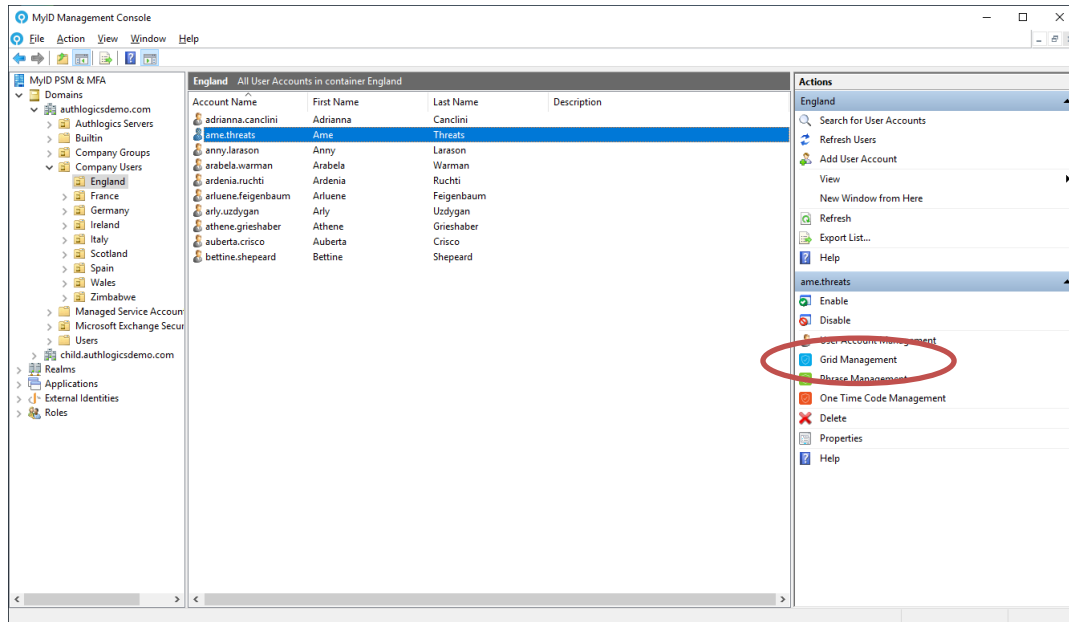 MyID Management Console
File Action View Window Help
MyID PSM & MFA
Domains
authlogicsdemo.com
Authlogics Servers
Builtin
Company Groups
Company Users
England
France
Germany
Ireland
Italy
Scotland
Spain
Wales
Zimbabwe
Managed Service Accoun
Microsoft Exchange Secur
Users
child.authlogicsdemo.com
Realms
Applications
External Identities
Roles
England All User Accounts in container England
Account Name First Name Last Name Description
adrianna.canclini Adrianna Canclini
ame.threats Ame Threats
anny.larason Anny Larason
arabela.warman Arabela Warman
ardenia.ruchti Ardenia Ruchti
arluene.feigenbaum Arluene Feigenbaum
arly.uzdygan Arly Uzdygan
athene.grieshaber Athene Grieshaber
auberta.crisco Auberta Crisco
bettine.shepeard Bettine Shepeard
Actions
England
Search for User Accounts
Refresh Users
Add User Account
View
New Window from Here
Refresh
Export List...
Help
ame.threats
Enable
Disable
User Account Management
Grid Management
Phrase Management
One Time Code Management
Delete
Properties
Help